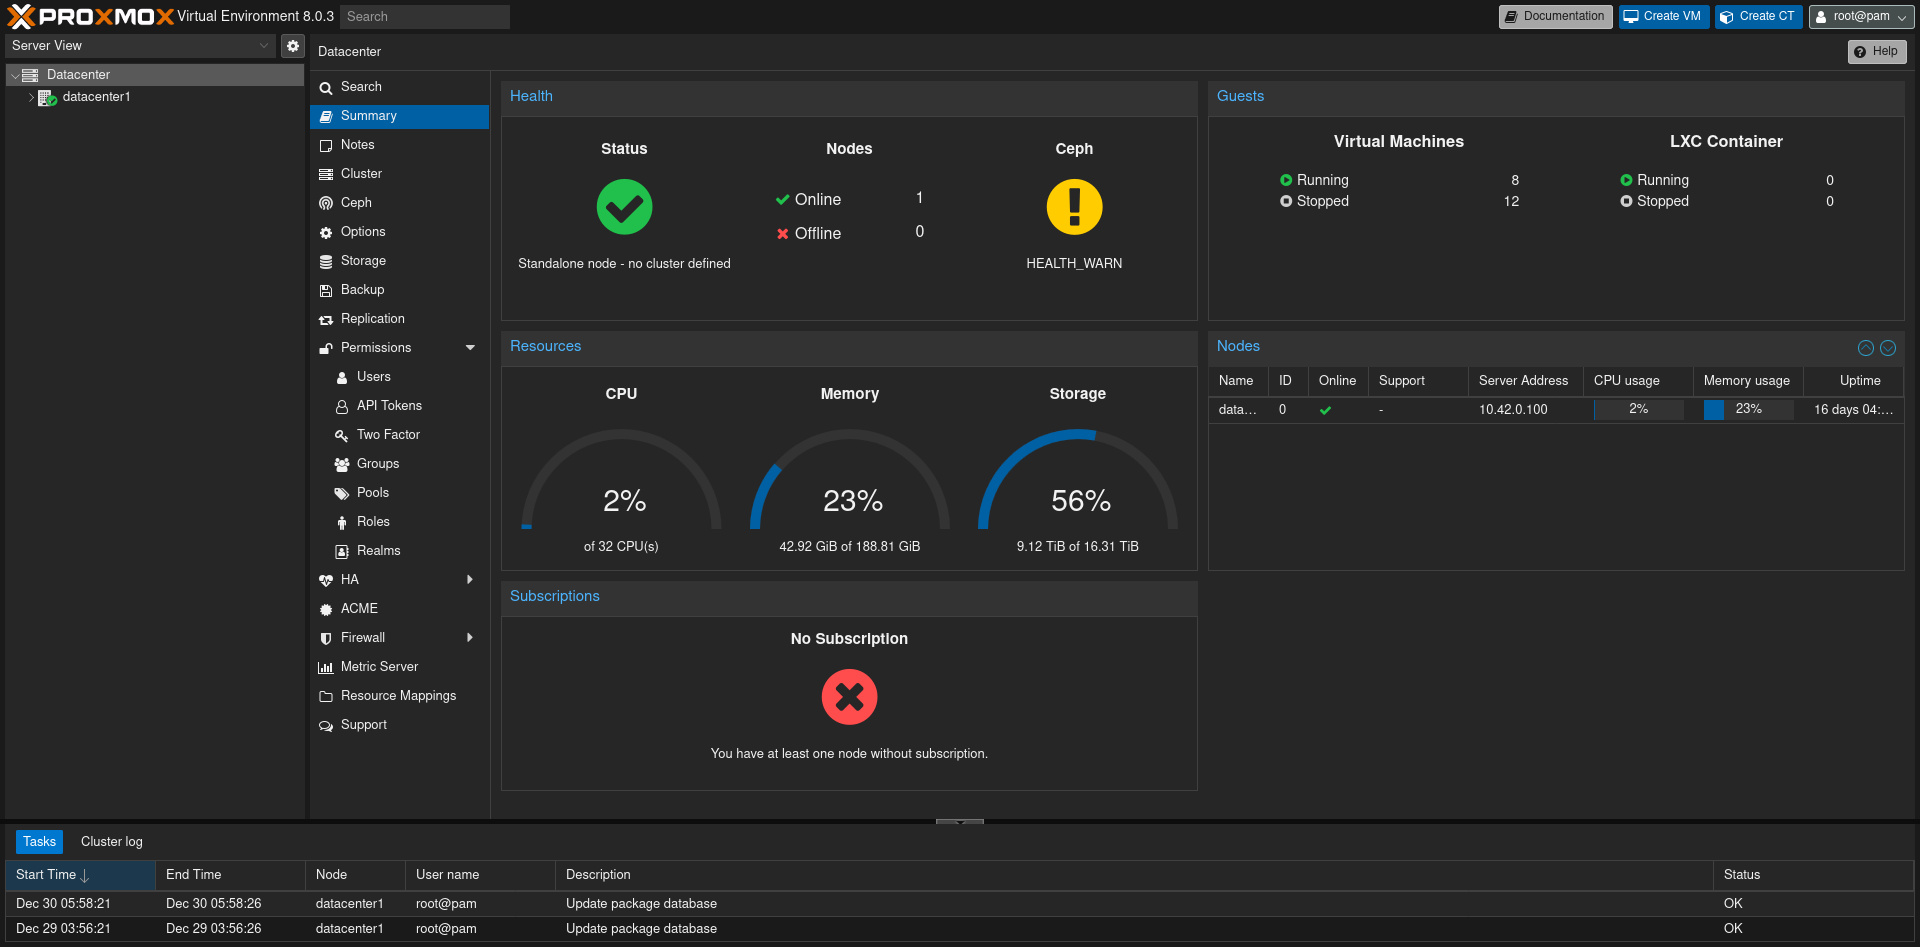 PROXMOX Virtual Environment 8.0.3 Search Documentation Create VM Create CT root@pam
Server View
Datacenter
datacenter1
Datacenter Help
Search
Summary
Notes
Cluster
Ceph
Options
Storage
Backup
Replication
Permissions
Users
API Tokens
Two Factor
Groups
Pools
Roles
Realms
HA
ACME
Firewall
Metric Server
Resource Mappings
Support
Health
Status Nodes Ceph
Online 1
Offline 0
Standalone node - no cluster defined HEALTH_WARN
Guests
Virtual Machines LXC Container
Running 8 Running 0
Stopped 12 Stopped 0
Resources
CPU Memory Storage
2% 23% 56%
of 32 CPU(s) 42.92 GiB of 188.81 GiB 9.12 TiB of 16.31 TiB
Nodes
Name ID Online Support Server Address CPU usage Memory usage Uptime
data... 0 - 10.42.0.100 2% 23% 16 days 04:...
Subscriptions
No Subscription
You have at least one node without subscription.
Tasks Cluster log
Start Time End Time Node User name Description Status
Dec 30 05:58:21 Dec 30 05:58:26 datacenter1 root@pam Update package database OK
Dec 29 03:56:21 Dec 29 03:56:26 datacenter1 root@pam Update package database OK